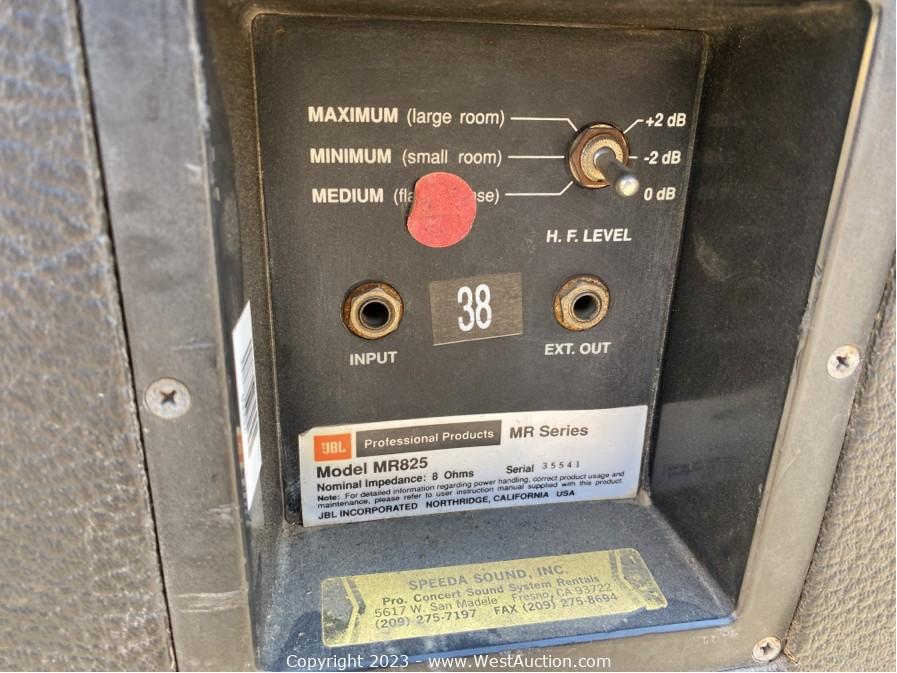 MAXIMUM (large room) +2 dB
MINIMUM (small room) -2 dB
MEDIUM 0 dB
H. F. LEVEL
38
INPUT
EXT. OUT
JBL Professional Products MR Series
Model MR825
Nominal Impedance: 8 Ohms Serial 35541
Note: For detailed information regarding power handling, correct product usage and
maintenance, please refer to user instruction manual supplied with this product.
JBL INCORPORATED NORTHRIDGE, CALIFORNIA USA
SPEEDA SOUND, INC.
Pro. Concert Sound System Rentals
5617 W. San Madele Fresno, CA 93722
(209) 275-7197 FAX (209) 275-8694
Copyright 2023 - www.WestAuction.com